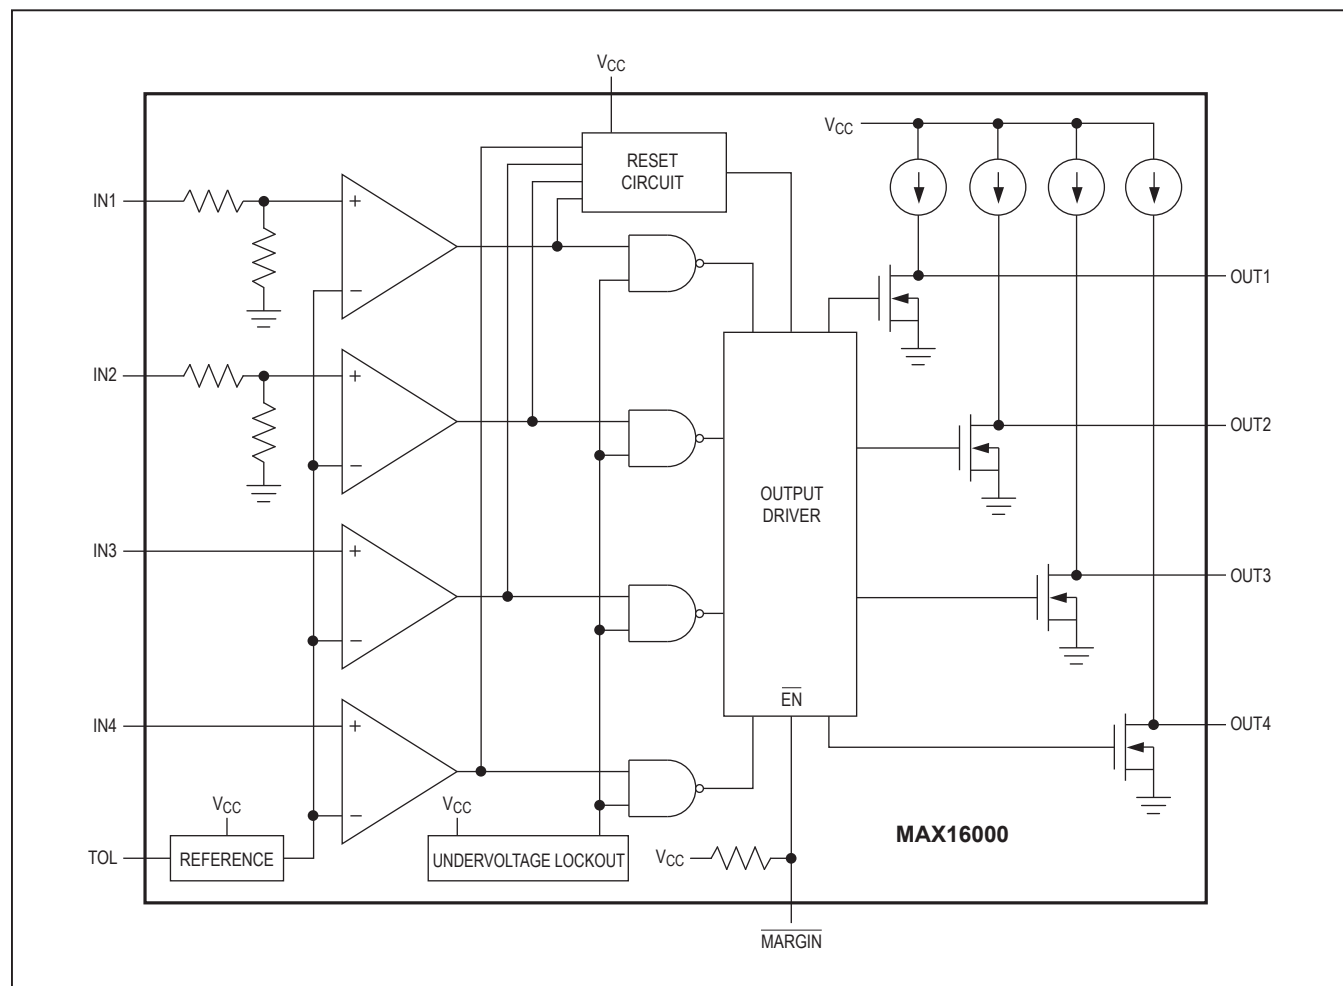 VCC
VCC
RESET
CIRCUIT
IN1
+
−
OUT1
IN2
+
−
OUT2
OUTPUT
DRIVER
IN3
+
−
OUT3
EN
IN4
+
−
OUT4
VCC
VCC
MAX16000
TOL
REFERENCE
UNDERVOLTAGE LOCKOUT
VCC
MARGIN